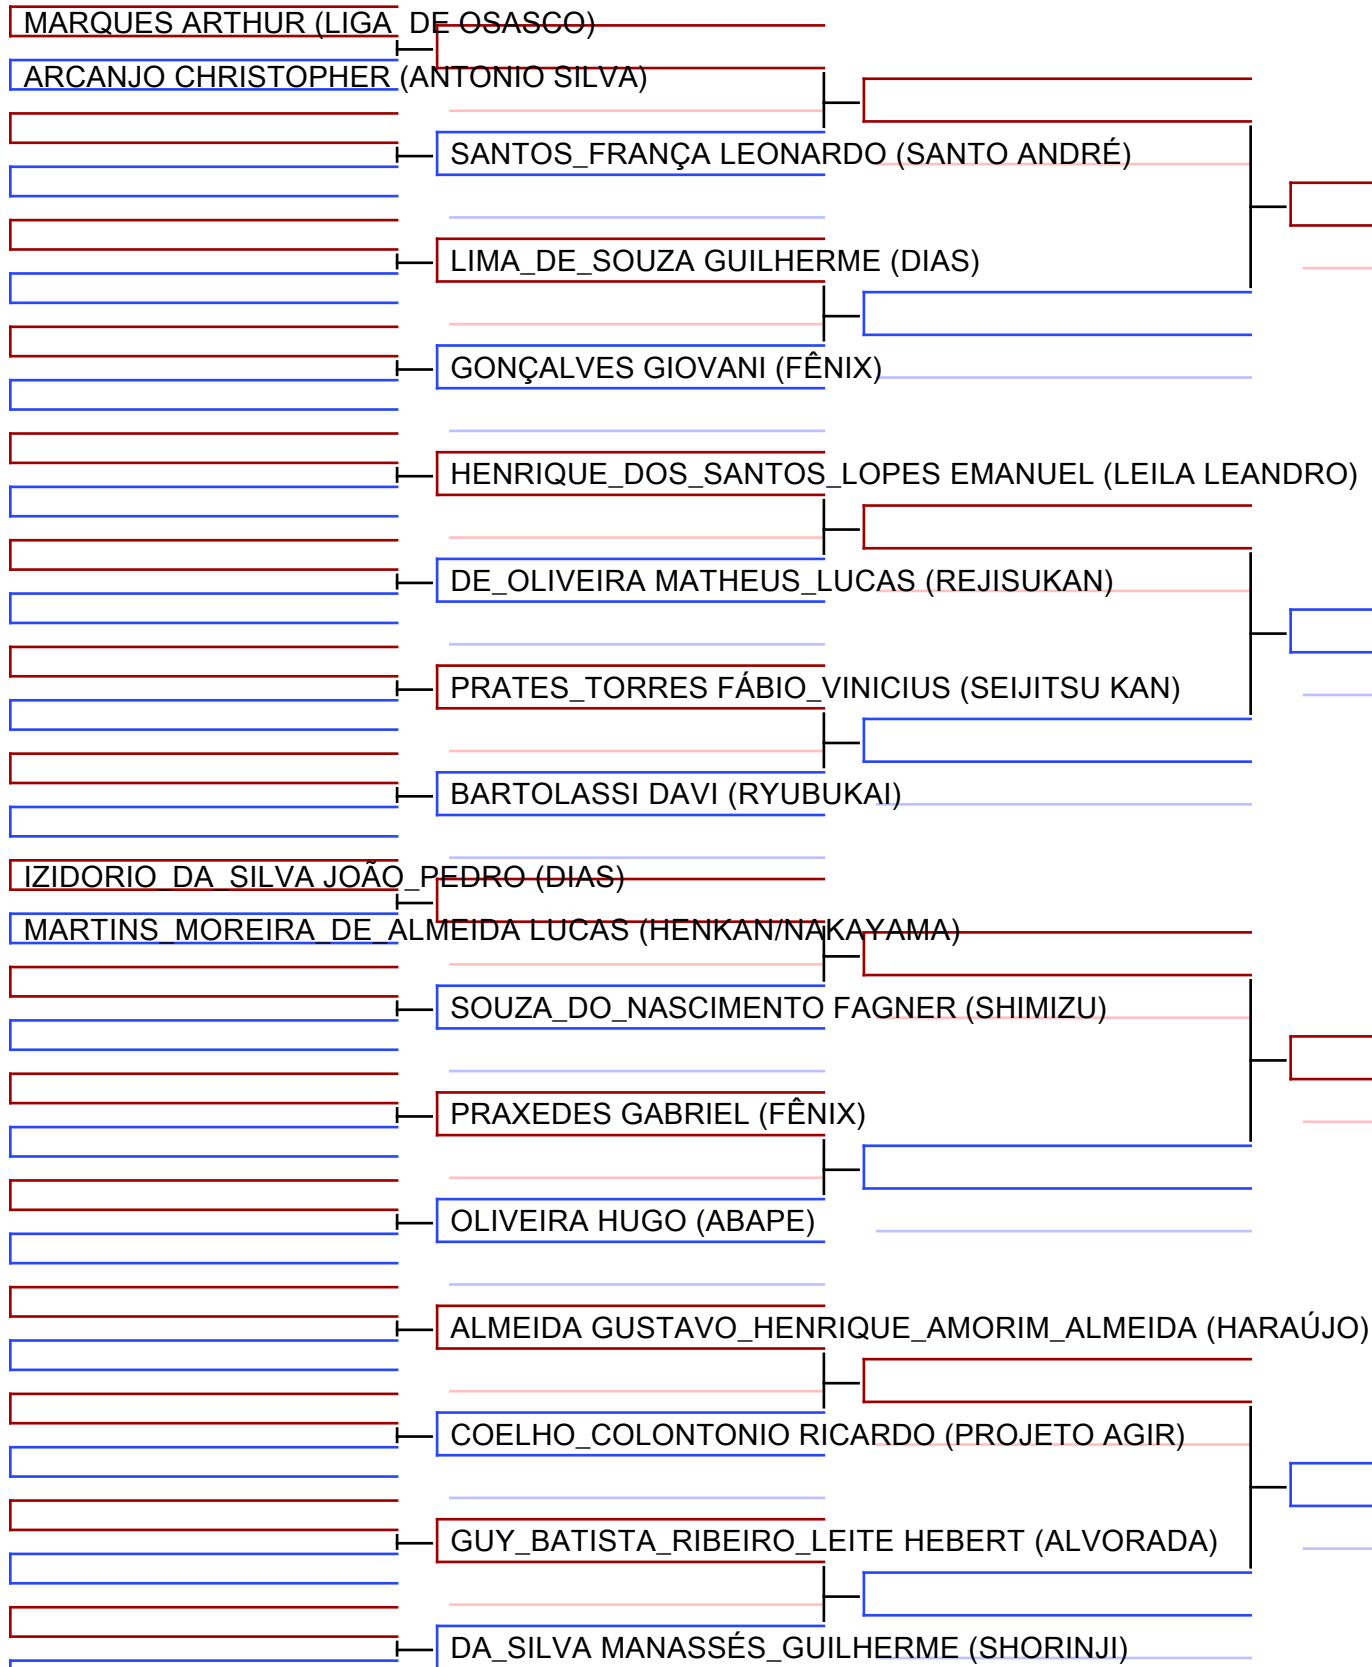 MARQUES ARTHUR (LIGA DE OSASCO)
ARCANJO CHRISTOPHER (ANTONIO SILVA)
SANTOS_FRANÇA LEONARDO (SANTO ANDRÉ)
LIMA_DE_SOUZA GUILHERME (DIAS)
GONÇALVES GIOVANI (FÊNIX)
HENRIQUE_DOS_SANTOS_LOPES EMANUEL (LEILA LEANDRO)
DE_OLIVEIRA MATHEUS_LUCAS (REJISUKAN)
PRATES_TORRES FÁBIO_VINICIUS (SEIJITSU KAN)
BARTOLASSI DAVI (RYUBUKAI)
IZIDORIO_DA_SILVA JOÃO_PEDRO (DIAS)
MARTINS_MOREIRA_DE_ALMEIDA LUCAS (HENKAN/NAKAYAMA)
SOUZA_DO_NASCIMENTO FAGNER (SHIMIZU)
PRAXEDES GABRIEL (FÊNIX)
OLIVEIRA HUGO (ABAPE)
ALMEIDA GUSTAVO_HENRIQUE_AMORIM_ALMEIDA (HARAÚJO)
COELHO_COLONTONIO RICARDO (PROJETO AGIR)
GUY_BATISTA_RIBEIRO_LEITE HEBERT (ALVORADA)
DA_SILVA MANASSÉS_GUILHERME (SHORINJI)